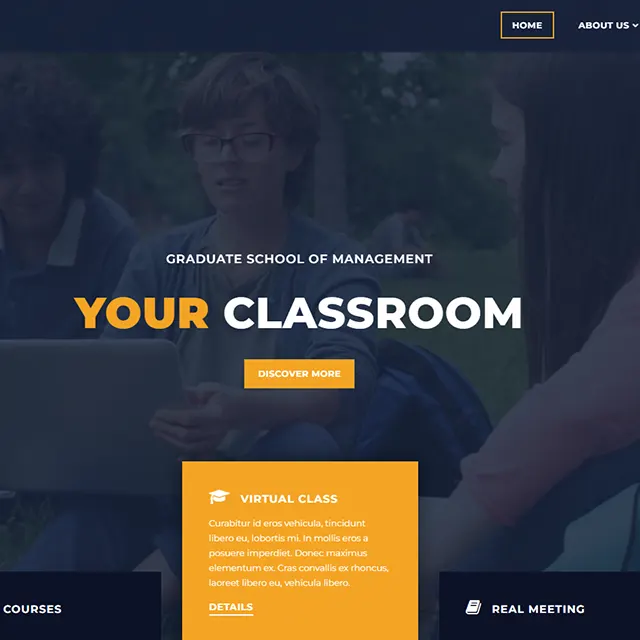 HOME ABOUT US
GRADUATE SCHOOL OF MANAGEMENT
YOUR CLASSROOM
DISCOVER MORE
VIRTUAL CLASS
Curabitur id eros vehicula, tincidunt
libero eu, lobortis mi. In mollis eros a
posuere imperdiet. Donec maximus
elementum ex. Cras convallis ex rhoncus,
laoreet libero eu, vehicula libero.
DETAILS
COURSES
REAL MEETING